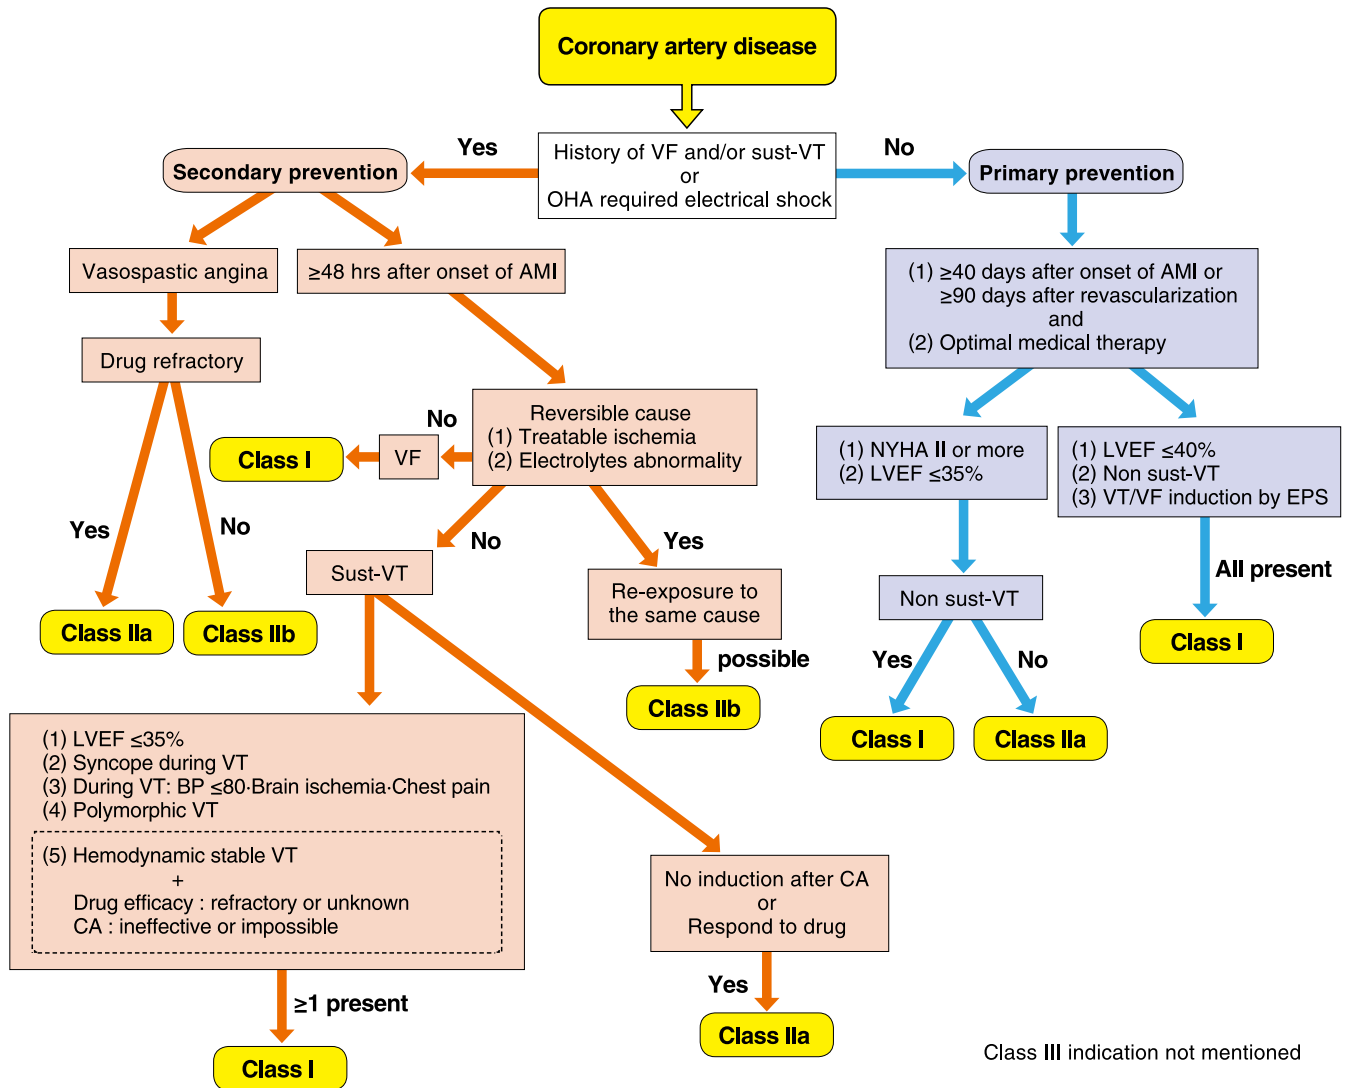 Coronary artery disease
Yes
History of VF and/or sust-VT
or
OHA required electrical shock
No
Secondary prevention
Primary prevention
Vasospastic angina
≥48 hrs after onset of AMI
(1) ≥40 days after onset of AMI or
≥90 days after revascularization
and
(2) Optimal medical therapy
Drug refractory
No
Reversible cause
(1) Treatable ischemia
(2) Electrolytes abnormality
VF
Class I
(1) NYHA II or more
(2) LVEF ≤35%
(1) LVEF ≤40%
(2) Non sust-VT
(3) VT/VF induction by EPS
Yes
No
No
Yes
All present
Sust-VT
Re-exposure to
the same cause
Non sust-VT
Class IIa
Class IIb
possible
Yes
No
Class I
Class IIb
Class I
Class IIa
(1) LVEF ≤35%
(2) Syncope during VT
(3) During VT: BP ≤80·Brain ischemia·Chest pain
(4) Polymorphic VT
(5) Hemodynamic stable VT
+
Drug efficacy : refractory or unknown
CA : ineffective or impossible
No induction after CA
or
Respond to drug
≥1 present
Yes
Class I
Class IIa
Class III indication not mentioned